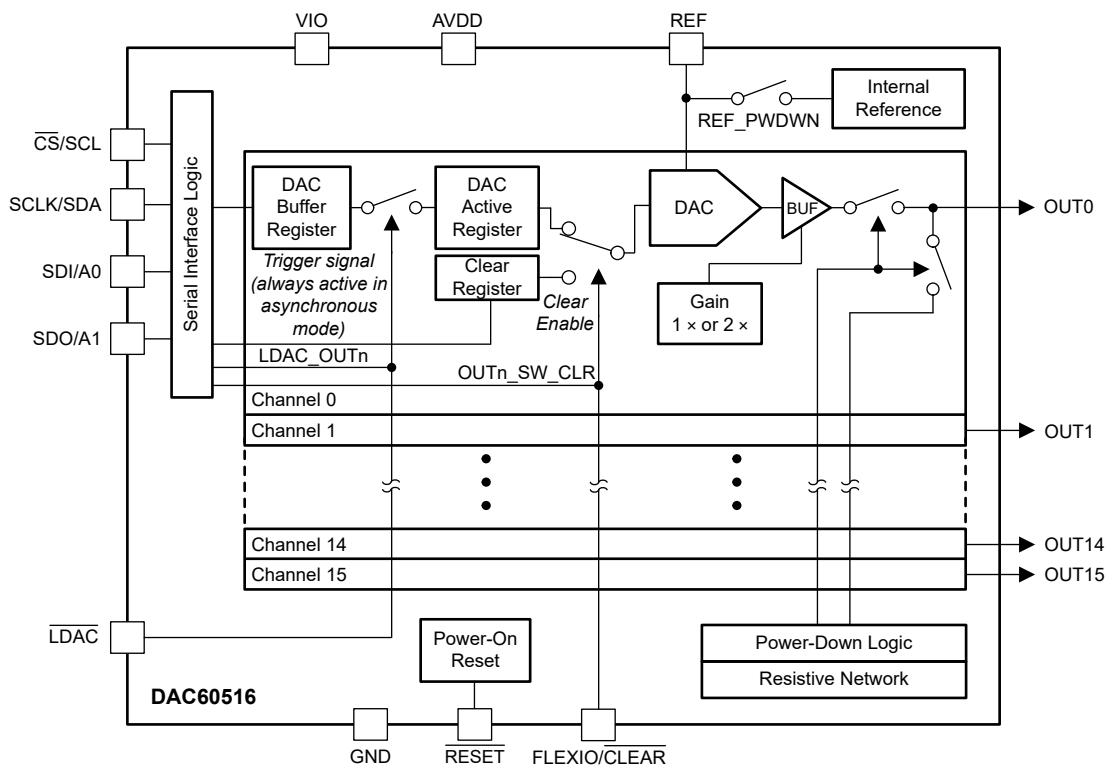 VIO
AVDD
REF
Internal
Reference
REF_PWDWN
CS/SCL
SCLK/SDA
SDI/A0
SDO/A1
Serial Interface Logic
DAC
Buffer
Register
DAC
Active
Register
DAC
BUF
OUT0
Trigger signal
(always active in
asynchronous
mode)
Clear
Register
Clear
Enable
Gain
1 × or 2 ×
LDAC_OUTn
OUTn_SW_CLR
Channel 0
Channel 1
OUT1
Channel 14
OUT14
Channel 15
OUT15
LDAC
Power-On
Reset
Power-Down Logic
Resistive Network
DAC60516
GND
RESET
FLEXIO/CLEAR